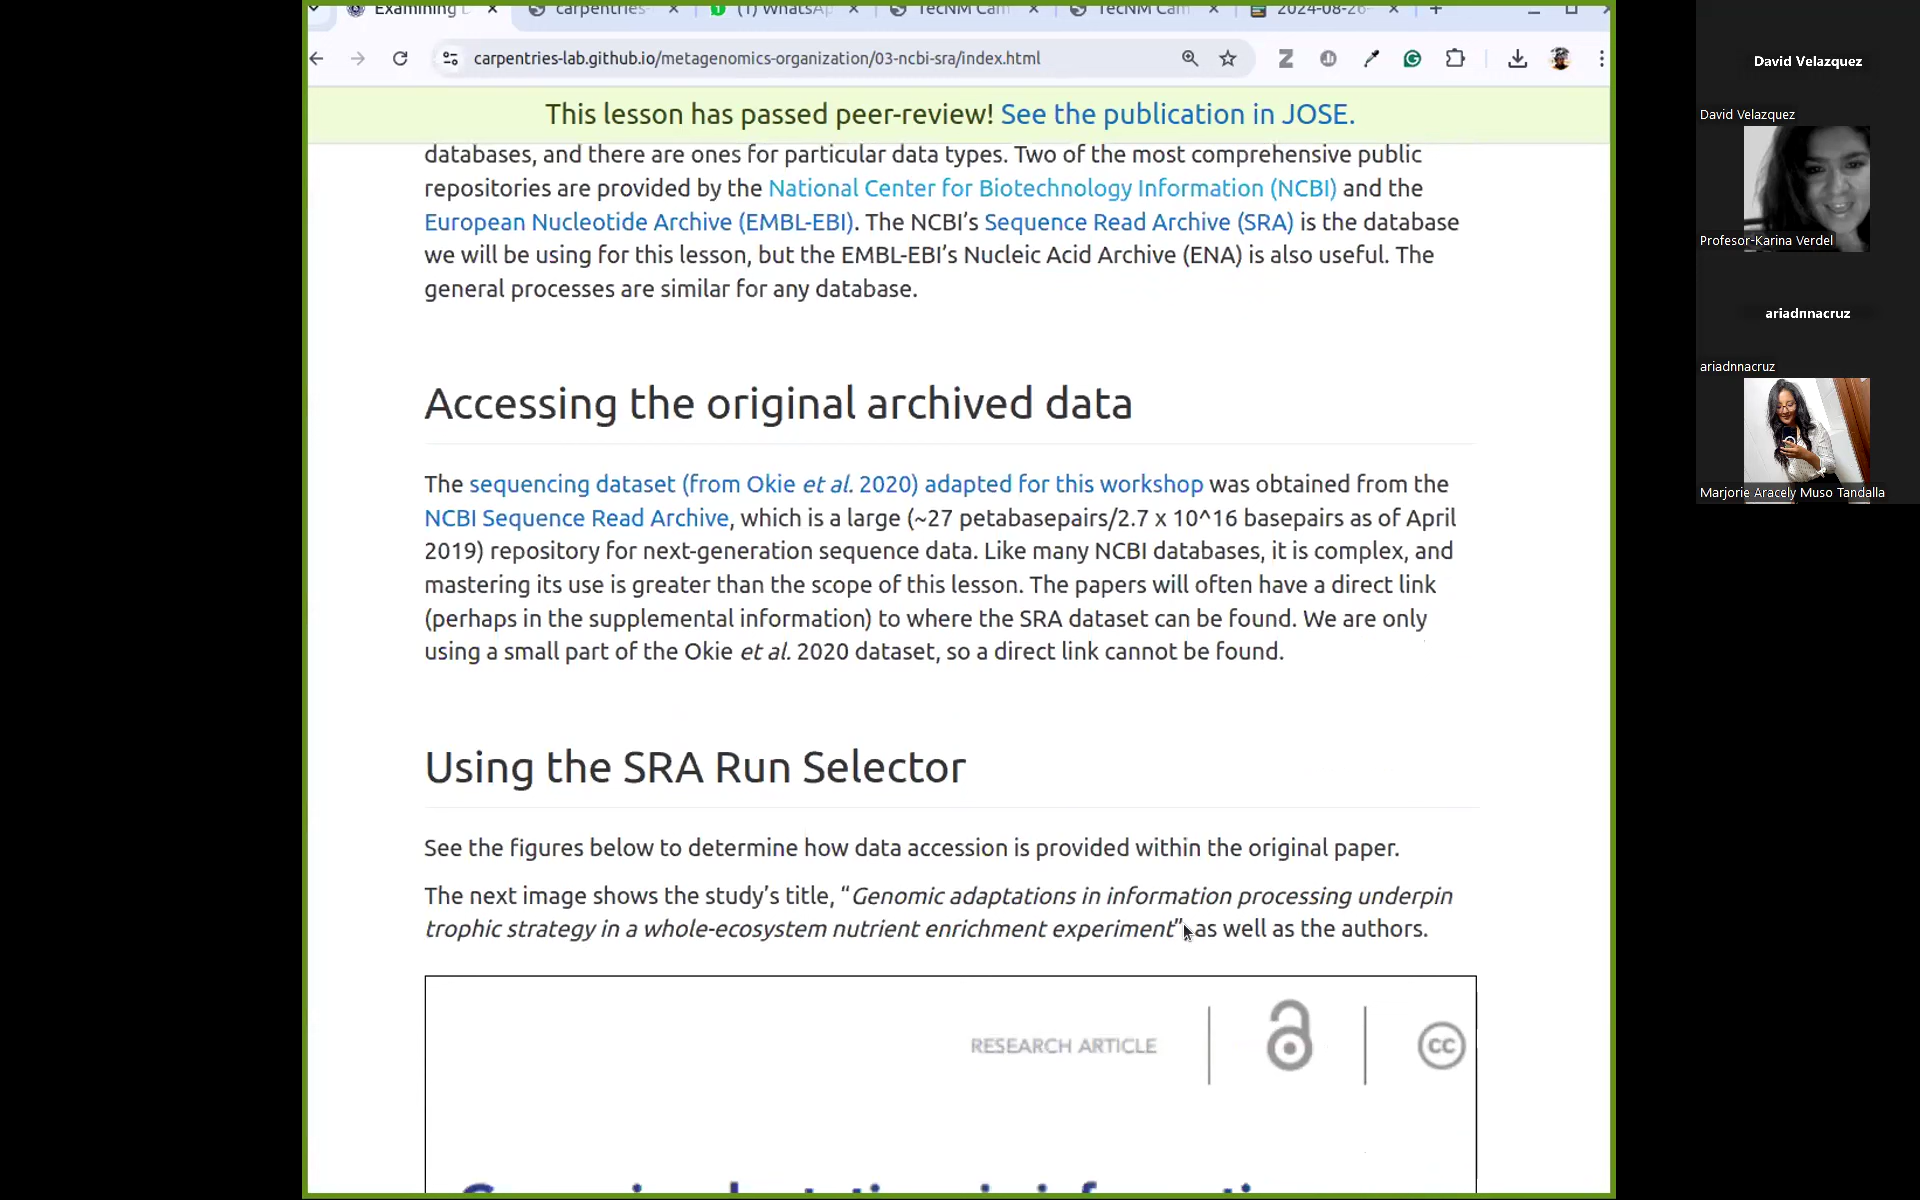 Examining
carpentries-
(1) WhatsAp
TecNM Cam
TecNM Cam
2024-08-26-
carpentries-lab.github.io/metagenomics-organization/03-ncbi-sra/index.html
This lesson has passed peer-review! See the publication in JOSE.
databases, and there are ones for particular data types. Two of the most comprehensive public
repositories are provided by the National Center for Biotechnology Information (NCBI) and the
European Nucleotide Archive (EMBL-EBI). The NCBI’s Sequence Read Archive (SRA) is the database
we will be using for this lesson, but the EMBL-EBI’s Nucleic Acid Archive (ENA) is also useful. The
general processes are similar for any database.
Accessing the original archived data
The sequencing dataset (from Okie et al. 2020) adapted for this workshop was obtained from the
NCBI Sequence Read Archive, which is a large (~27 petabasepairs/2.7 x 10^16 basepairs as of April
2019) repository for next-generation sequence data. Like many NCBI databases, it is complex, and
mastering its use is greater than the scope of this lesson. The papers will often have a direct link
(perhaps in the supplemental information) to where the SRA dataset can be found. We are only
using a small part of the Okie et al. 2020 dataset, so a direct link cannot be found.
Using the SRA Run Selector
See the figures below to determine how data accession is provided within the original paper.
The next image shows the study’s title, “Genomic adaptations in information processing underpin
trophic strategy in a whole-ecosystem nutrient enrichment experiment” as well as the authors.
RESEARCH ARTICLE
cc
David Velazquez
David Velazquez
Profesor-Karina Verdel
ariadnnacruz
ariadnnacruz
Marjorie Aracely Muso Tandalla